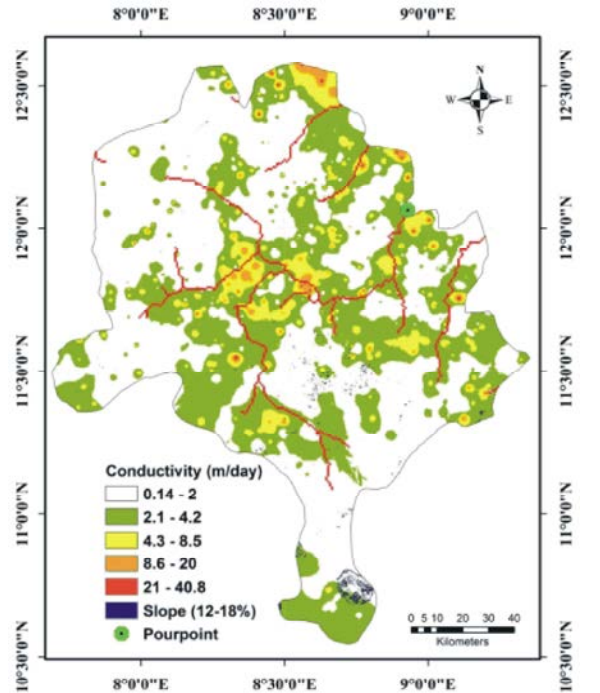 8°0'0"E 8°30'0"E 9°0'0"E
12°30'0"N 12°30'0"N
N
W E
S
12°0'0"N 12°0'0"N
11°30'0"N 11°30'0"N
Conductivity (m/day)
0.14 - 2
11°0'0"N 11°0'0"N
2.1 - 4.2
4.3 - 8.5
8.6 - 20
21 - 40.8
Slope (12-18%)
Pourpoint
0 5 10 20 30 40
Kilometers
10°30'0"N 10°30'0"N
8°0'0"E 8°30'0"E 9°0'0"E